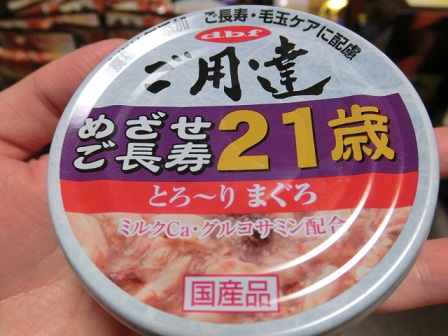 ご長寿・毛玉ケアに配慮
dbf
ご用達
めざせ
ご長寿21歳
とろ〜り まぐろ
ミルクCa・グルコサミン配合
国産品